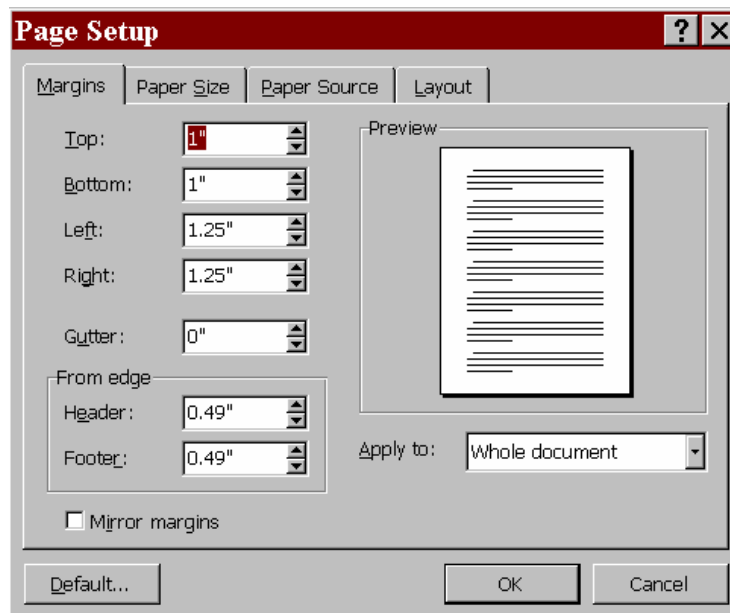 Page Setup
Margins Paper Size Paper Source Layout
Top: 1"
Bottom: 1"
Left: 1.25"
Right: 1.25"
Gutter: 0"
From edge
Header: 0.49"
Footer: 0.49"
Mirror margins
Preview
Apply to: Whole document
Default... OK Cancel